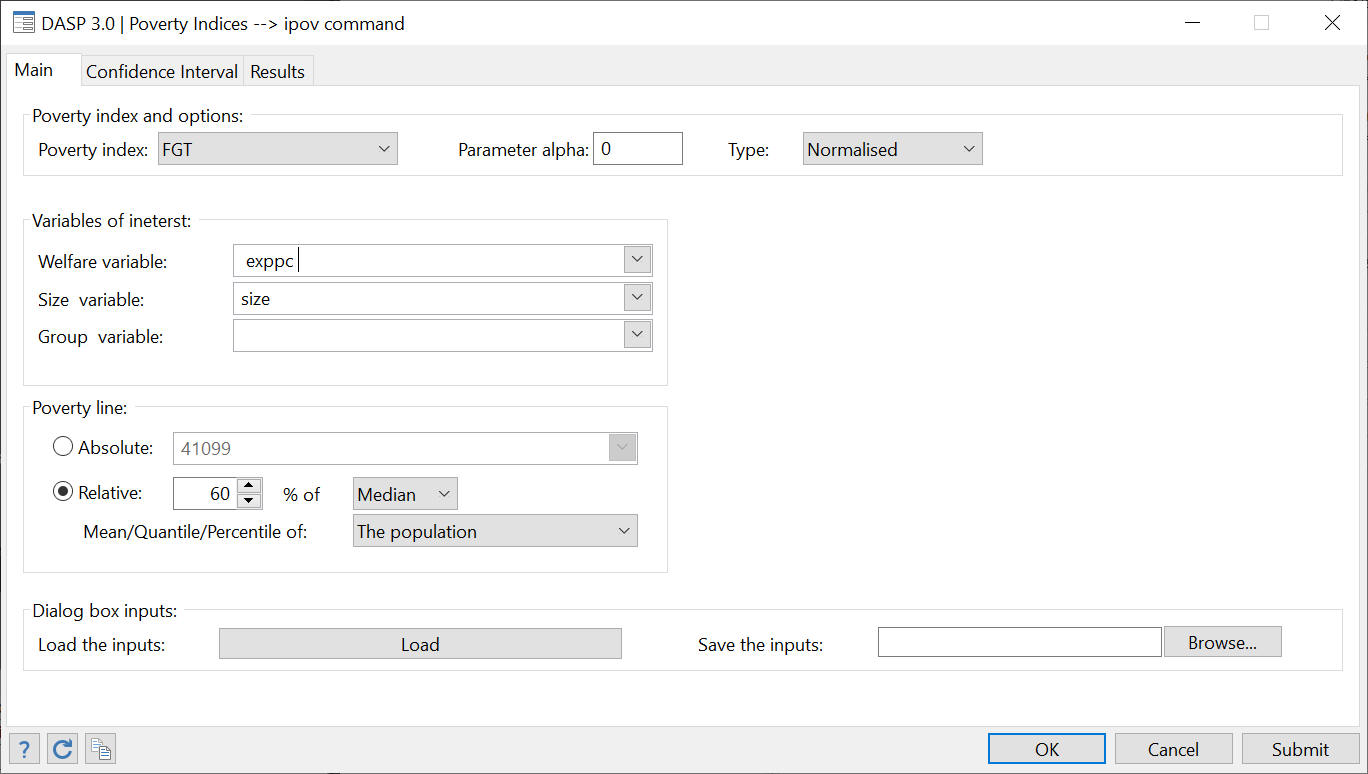 DASP 3.0 | Poverty Indices --> ipov command
Main Confidence Interval Results
Poverty index and options:
Poverty index: FGT Parameter alpha: 0 Type: Normalised
Variables of ineterst:
Welfare variable: exppc
Size variable: size
Group variable:
Poverty line:
Absolute: 41099
Relative: 60 % of Median
Mean/Quantile/Percentile of: The population
Dialog box inputs:
Load the inputs: Load Save the inputs: Browse...
? OK Cancel Submit